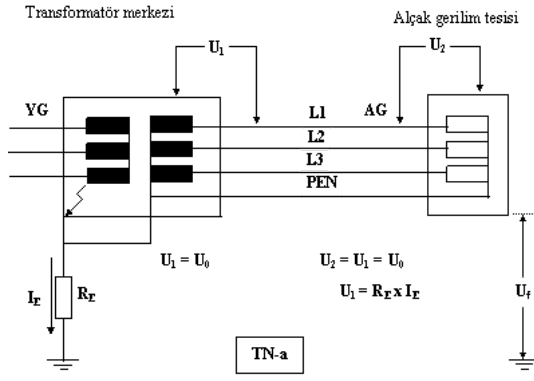 Transformatör merkezi
Alçak gerilim tesisi
U1
U2
YG
L1
AG
L2
L3
PEN
U1 = U0
U2 = U1 = U0
U1 = RE x IE
IE
RE
Uf
TN-a